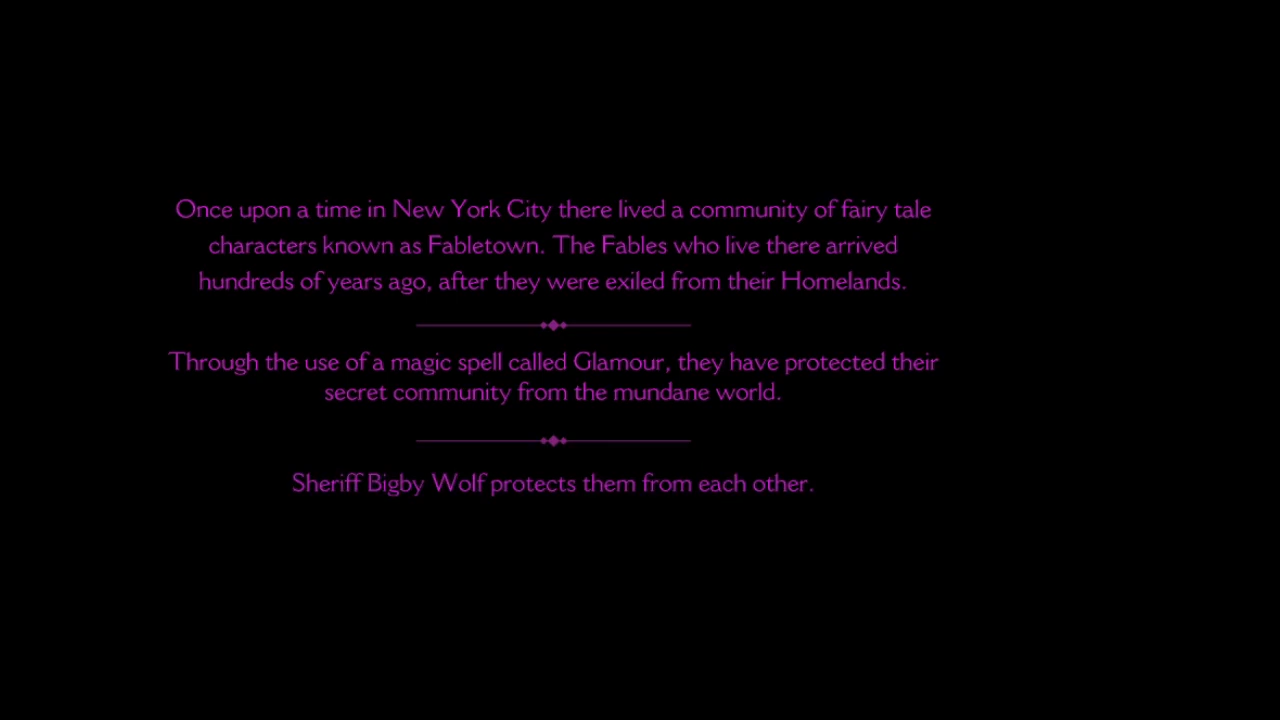 Once upon a time in New York City there lived a community of fairy tale
characters known as Fabletown. The Fables who live there arrived
hundreds of years ago, after they were exiled from their Homelands.
Through the use of a magic spell called Glamour, they have protected their
secret community from the mundane world.
Sheriff Bigby Wolf protects them from each other.